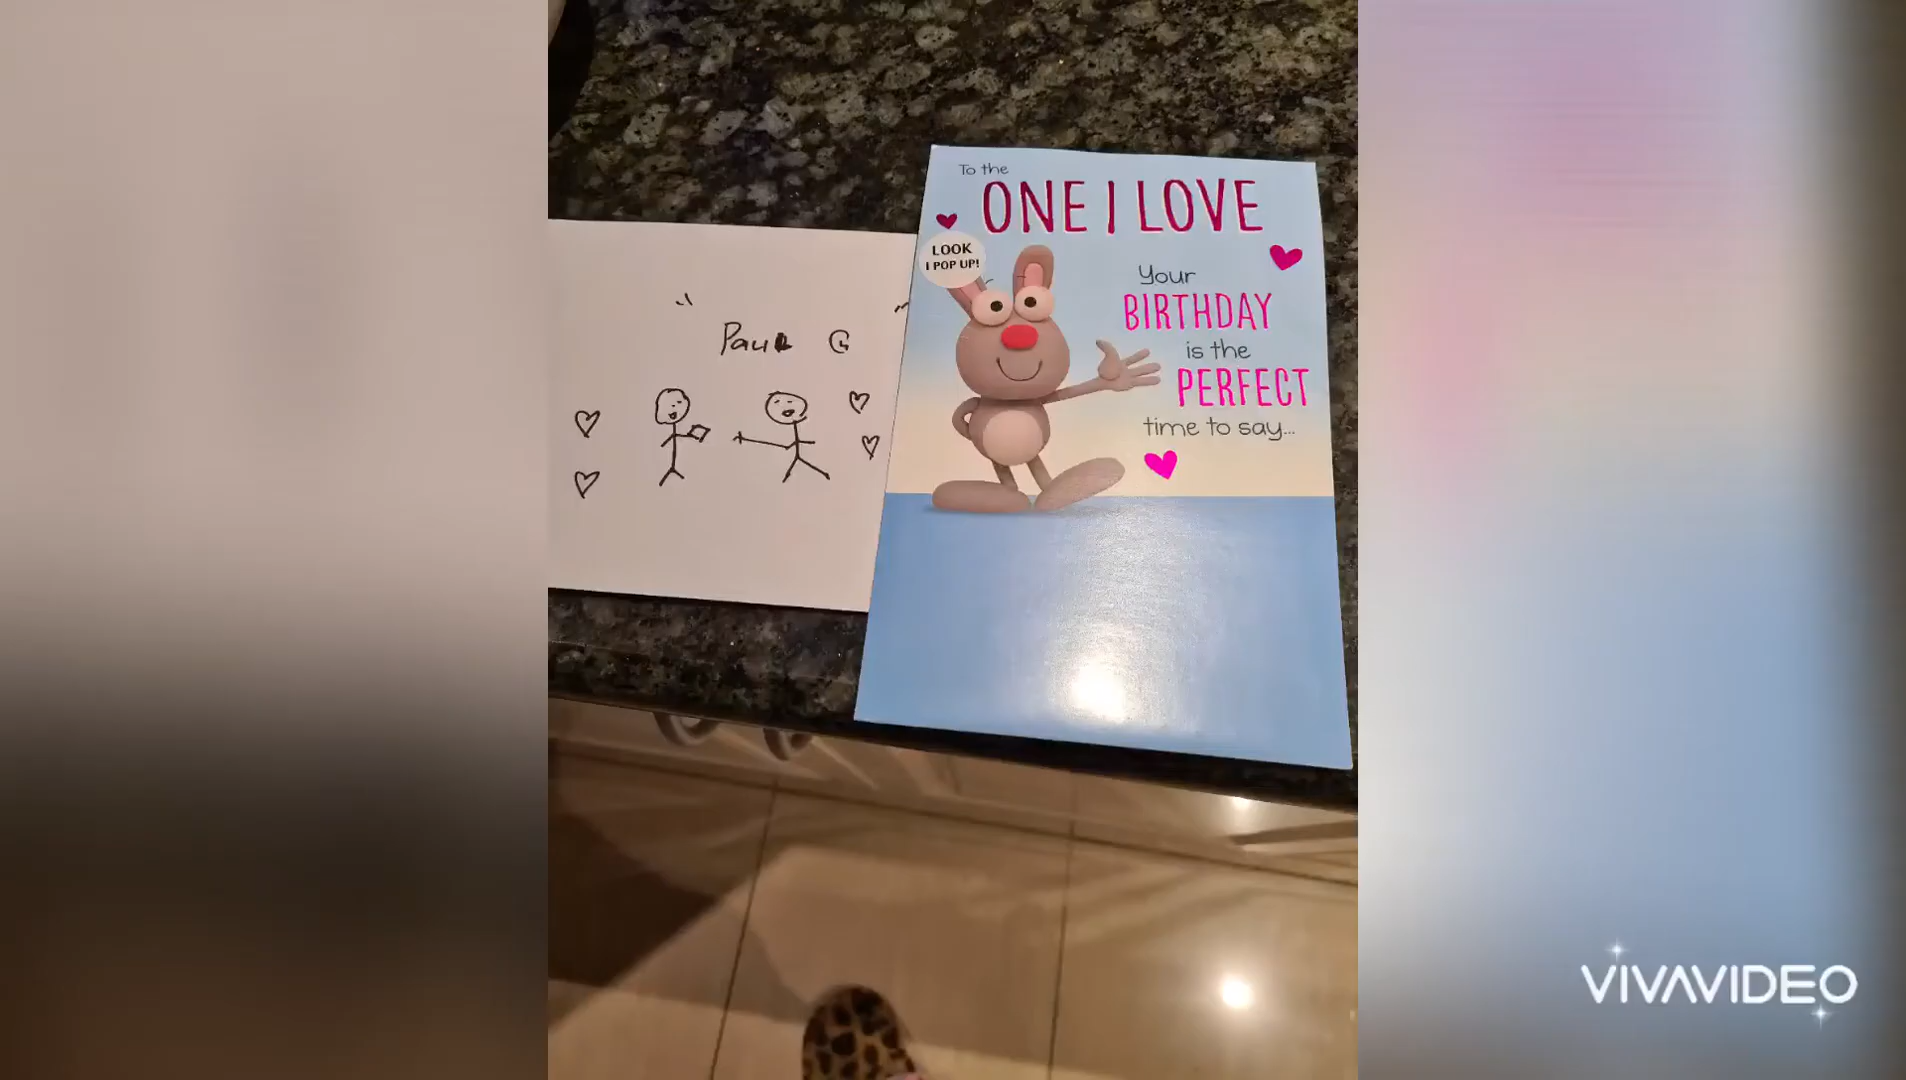 Paul G
To the
ONE I LOVE
LOOK
I POP UP!
Your
BIRTHDAY
is the
PERFECT
time to say...
VIVAVIDEO